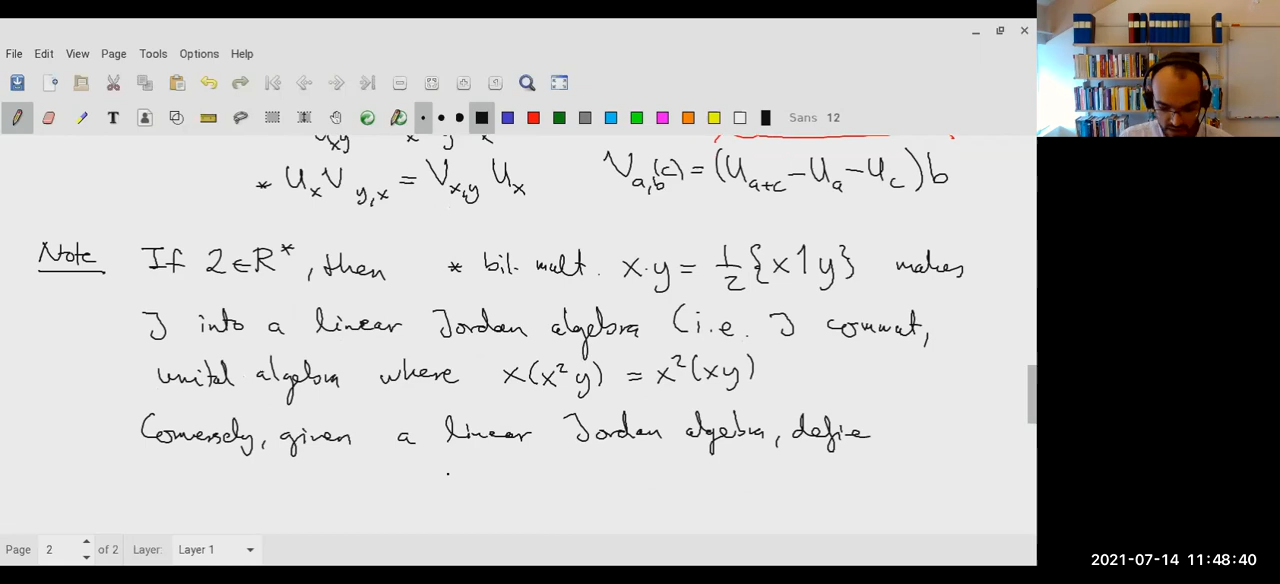 File Edit View Page Tools Options Help
Sans 12
U_{xy} x y x
* U_x V_{y,x} = V_{x,y} U_x V_{a,b}(c) = (U_{a+c} - U_a - U_c) b
Note If 2 ∈ R*, then * bil. mult. x·y = 1/2 {x 1 y} makes
J into a linear Jordan algebra (i.e. J commut,
unital algebra where x(x²y) = x²(xy)
Conversely, given a linear Jordan algebra, define
Page 2 of 2 Layer: Layer 1
2021-07-14 11:48:40